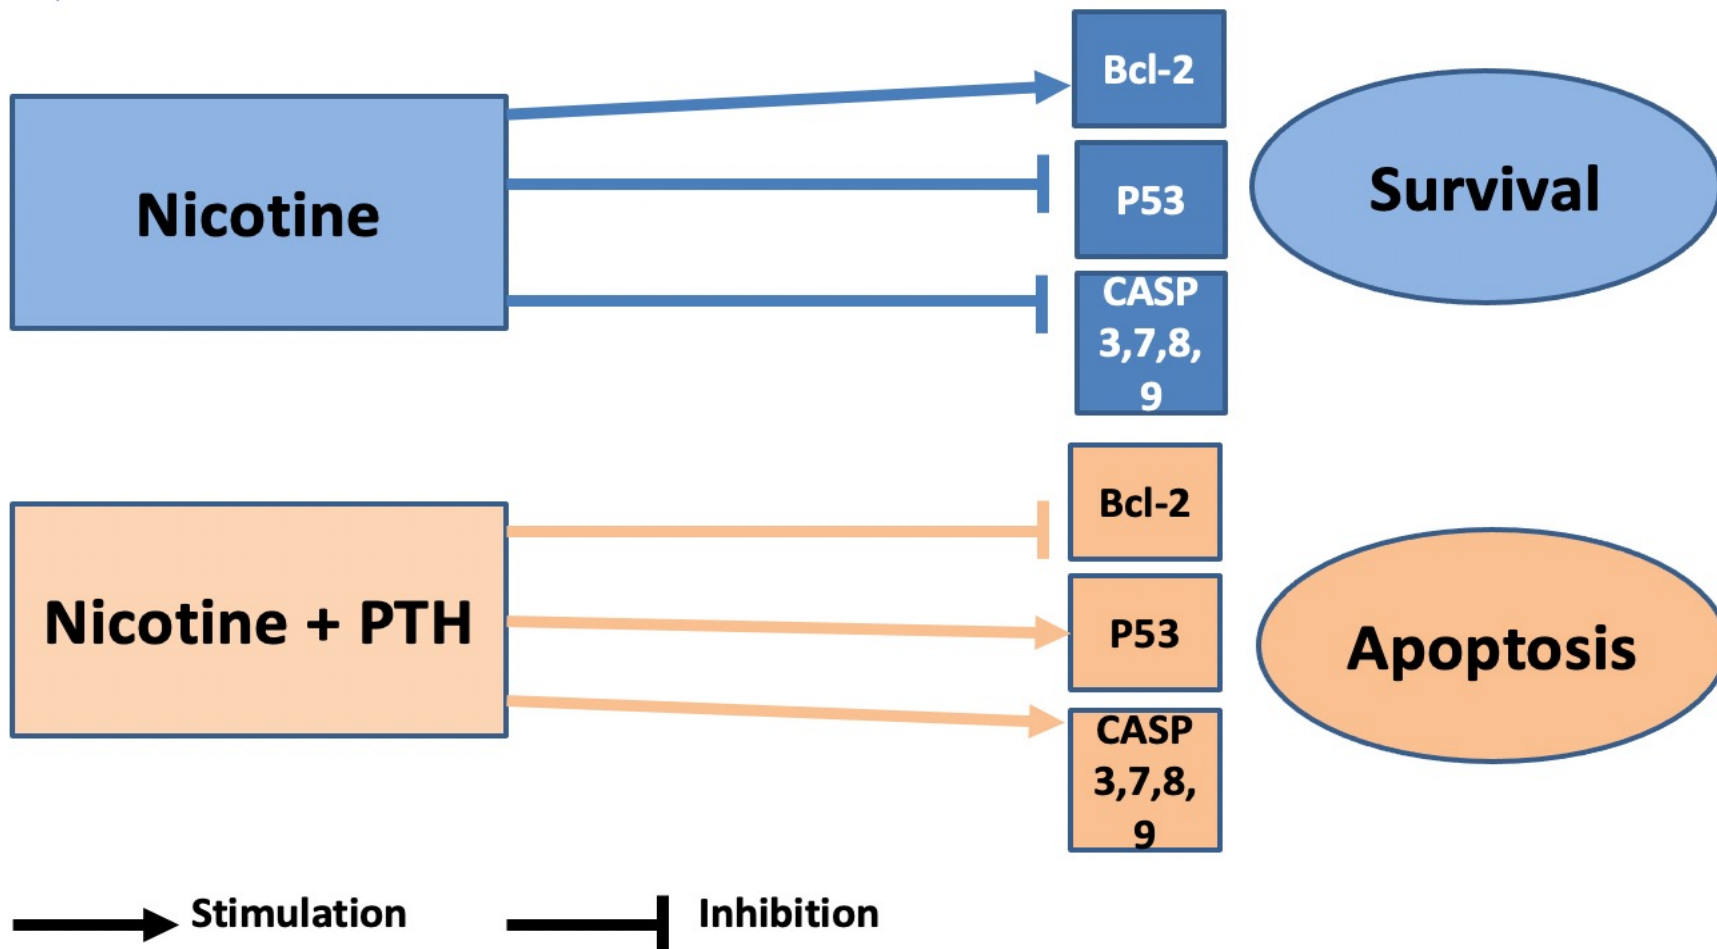 Nicotine
Bcl-2
P53
CASP
3,7,8,
9
Survival
Nicotine + PTH
Bcl-2
P53
CASP
3,7,8,
9
Apoptosis
Stimulation
Inhibition